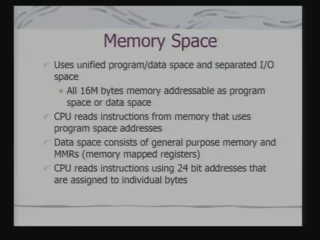 Memory Space
Uses unified program/data space and separated I/O
space
All 16M bytes memory addressable as program
space or data space
CPU reads instructions from memory that uses
program space addresses
Data space consists of general purpose memory and
MMRs (memory mapped registers)
CPU reads instructions using 24 bit addresses that
are assigned to individual bytes